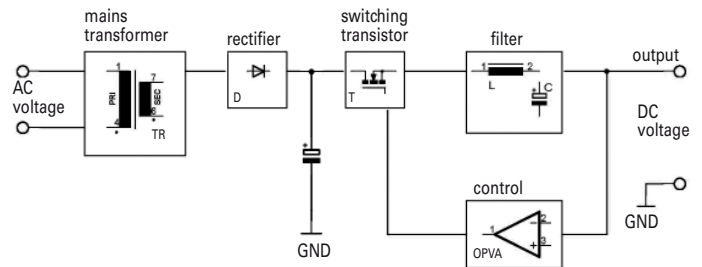 mains
transformer
rectifier
switching
transistor
filter
output
AC
voltage
1
PRI
4
7
SEC
6
TR
D
T
1
2
L
C
+
DC
voltage
+
GND
control
1
2
3
+
OPVA
GND